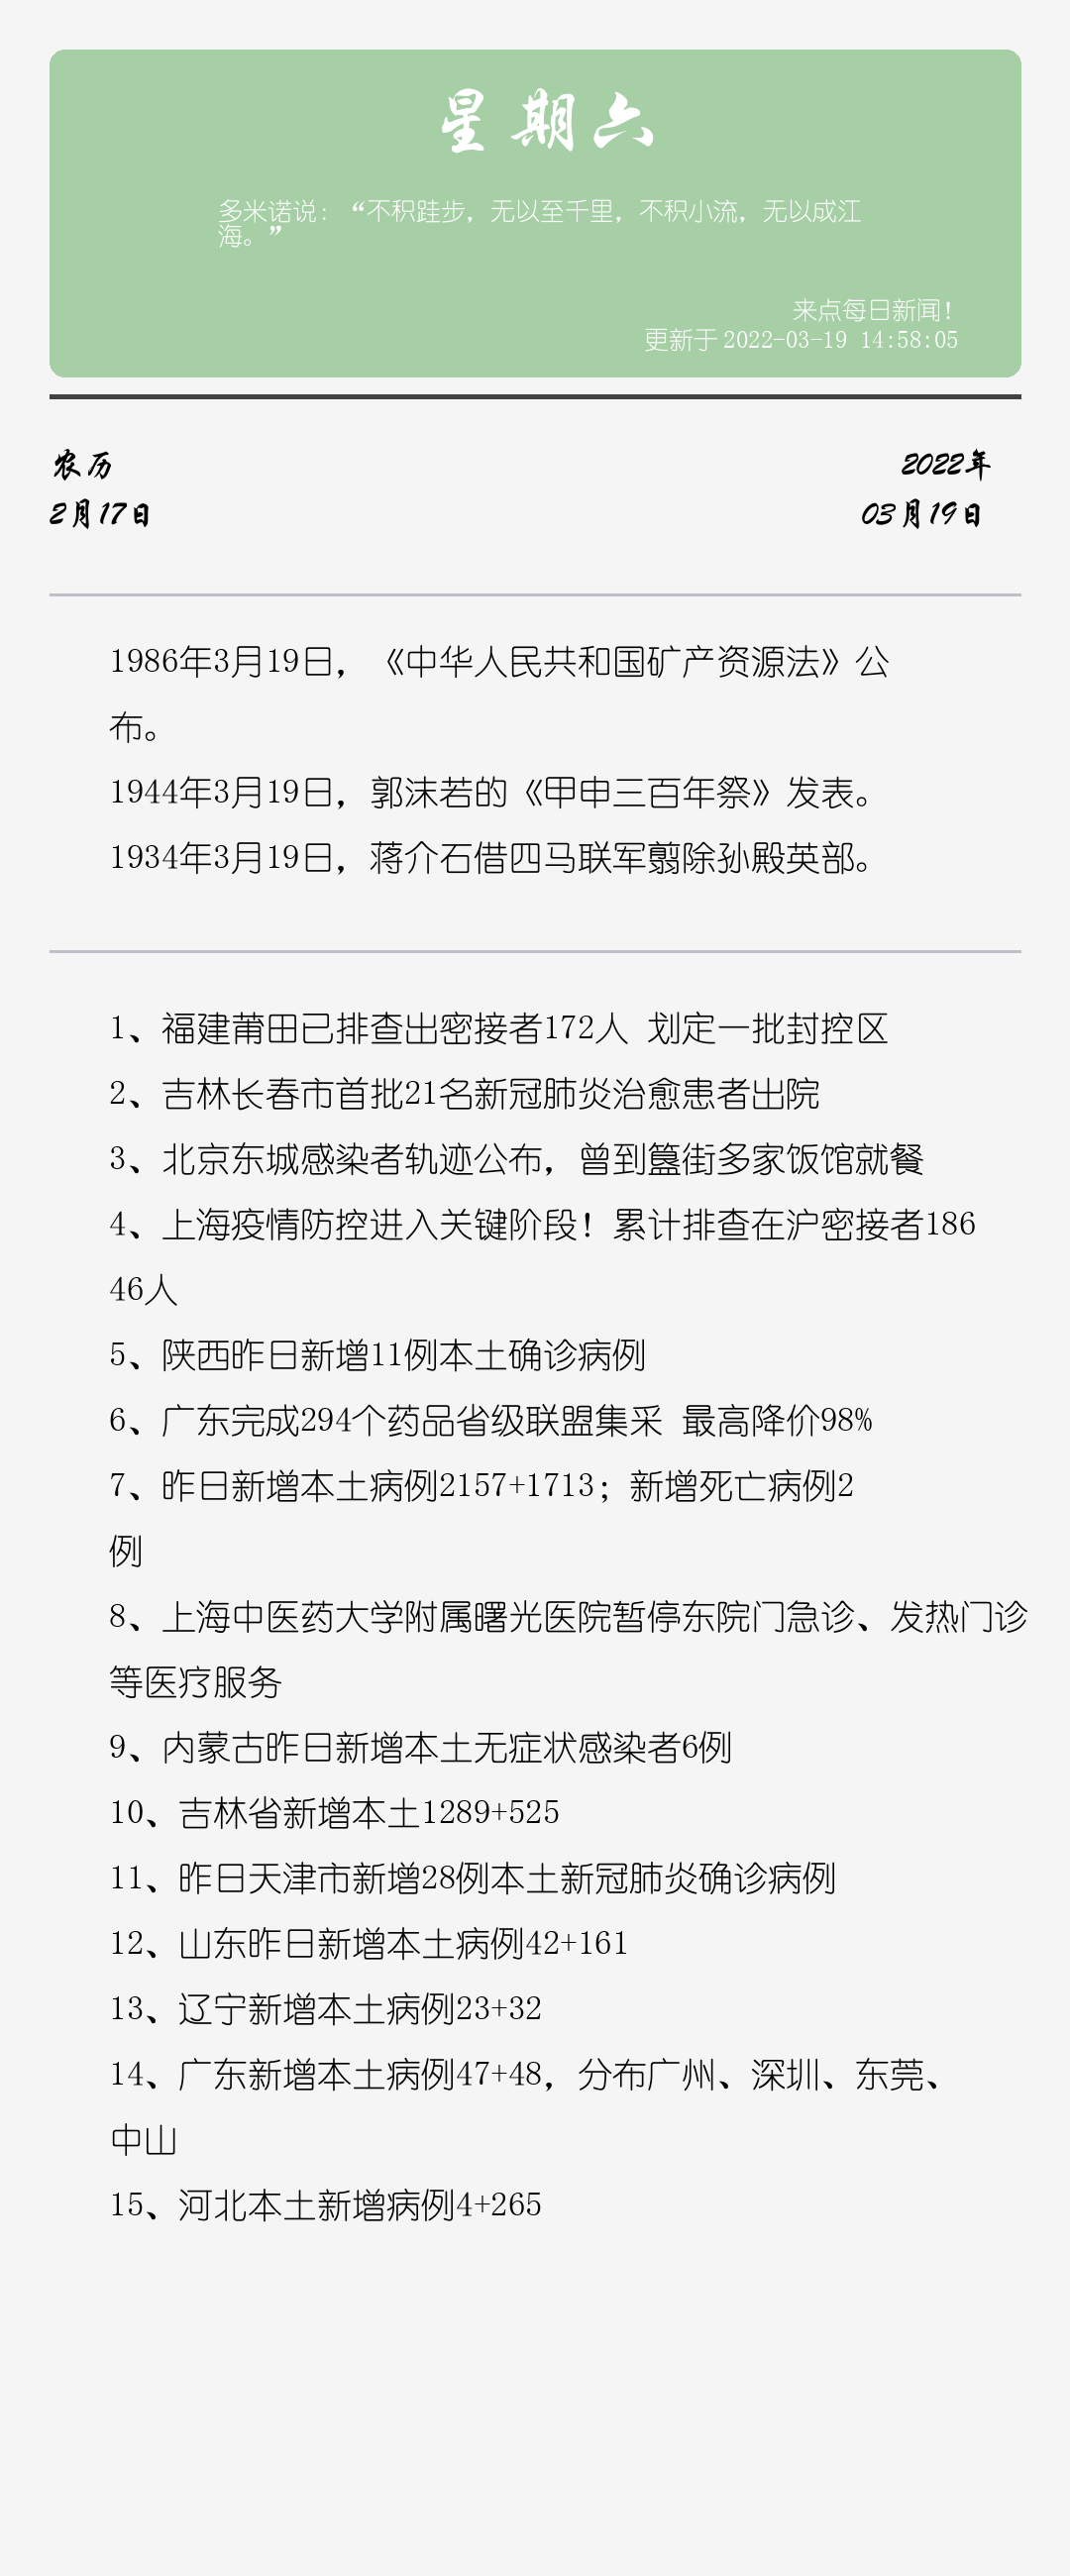 星期六
多米诺说：“不积跬步，无以至千里，不积小流，无以成江
海。”
来点每日新闻！
更新于 2022-03-19 14:58:05
农历
2022年
2月17日
03月19日
1986年3月19日，《中华人民共和国矿产资源法》公
布。
1944年3月19日，郭沫若的《甲申三百年祭》发表。
1934年3月19日，蒋介石借四马联军翦除孙殿英部。
1、福建莆田已排查出密接者172人 划定一批封控区
2、吉林长春市首批21名新冠肺炎治愈患者出院
3、北京东城感染者轨迹公布，曾到簋街多家饭馆就餐
4、上海疫情防控进入关键阶段！累计排查在沪密接者186
46人
5、陕西昨日新增11例本土确诊病例
6、广东完成294个药品省级联盟集采 最高降价98%
7、昨日新增本土病例2157+1713；新增死亡病例2
例
8、上海中医药大学附属曙光医院暂停东院门急诊、发热门诊
等医疗服务
9、内蒙古昨日新增本土无症状感染者6例
10、吉林省新增本土1289+525
11、昨日天津市新增28例本土新冠肺炎确诊病例
12、山东昨日新增本土病例42+161
13、辽宁新增本土病例23+32
14、广东新增本土病例47+48，分布广州、深圳、东莞、
中山
15、河北本土新增病例4+265